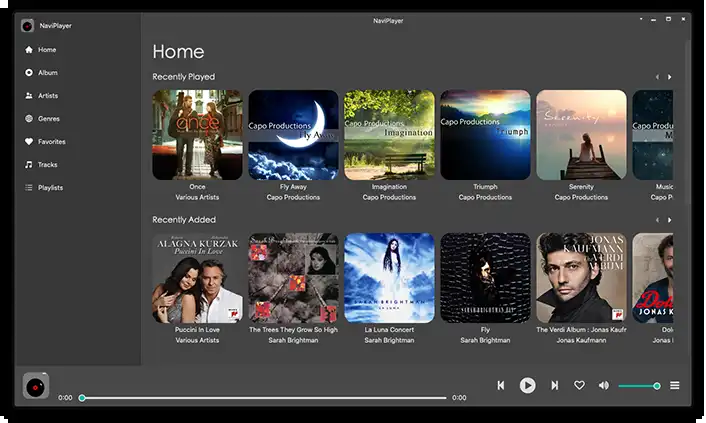 NaviPlayer
NaviPlayer
Home
Album
Artists
Genres
Favorites
Tracks
Playlists
Home
Recently Played
once
Capo Productions
Fly Away
Capo Productions
Imagination
Capo Productions
Triumph
Serenity
Capo P
Once
Fly Away
Imagination
Triumph
Serenity
Music
Various Artists
Capo Productions
Capo Productions
Capo Productions
Capo Productions
Capo P
Recently Added
ALAGNA KURZAK
Puccini In Love
SARAH BRIGHTMAN
LA LUNA
SARAH BRIGHTMAN FLY
JONAS
KAUFMANN
VERDI
ALBUM
JONAS K
Puccini In Love
The Trees They Grow So High
La Luna Concert
Fly
The Verdi Album : Jonas Kaufr
Dol
Various Artists
Sarah Brightman
Sarah Brightman
Sarah Brightman
Jonas Kaufmann
Jonas K
0:00
0:00